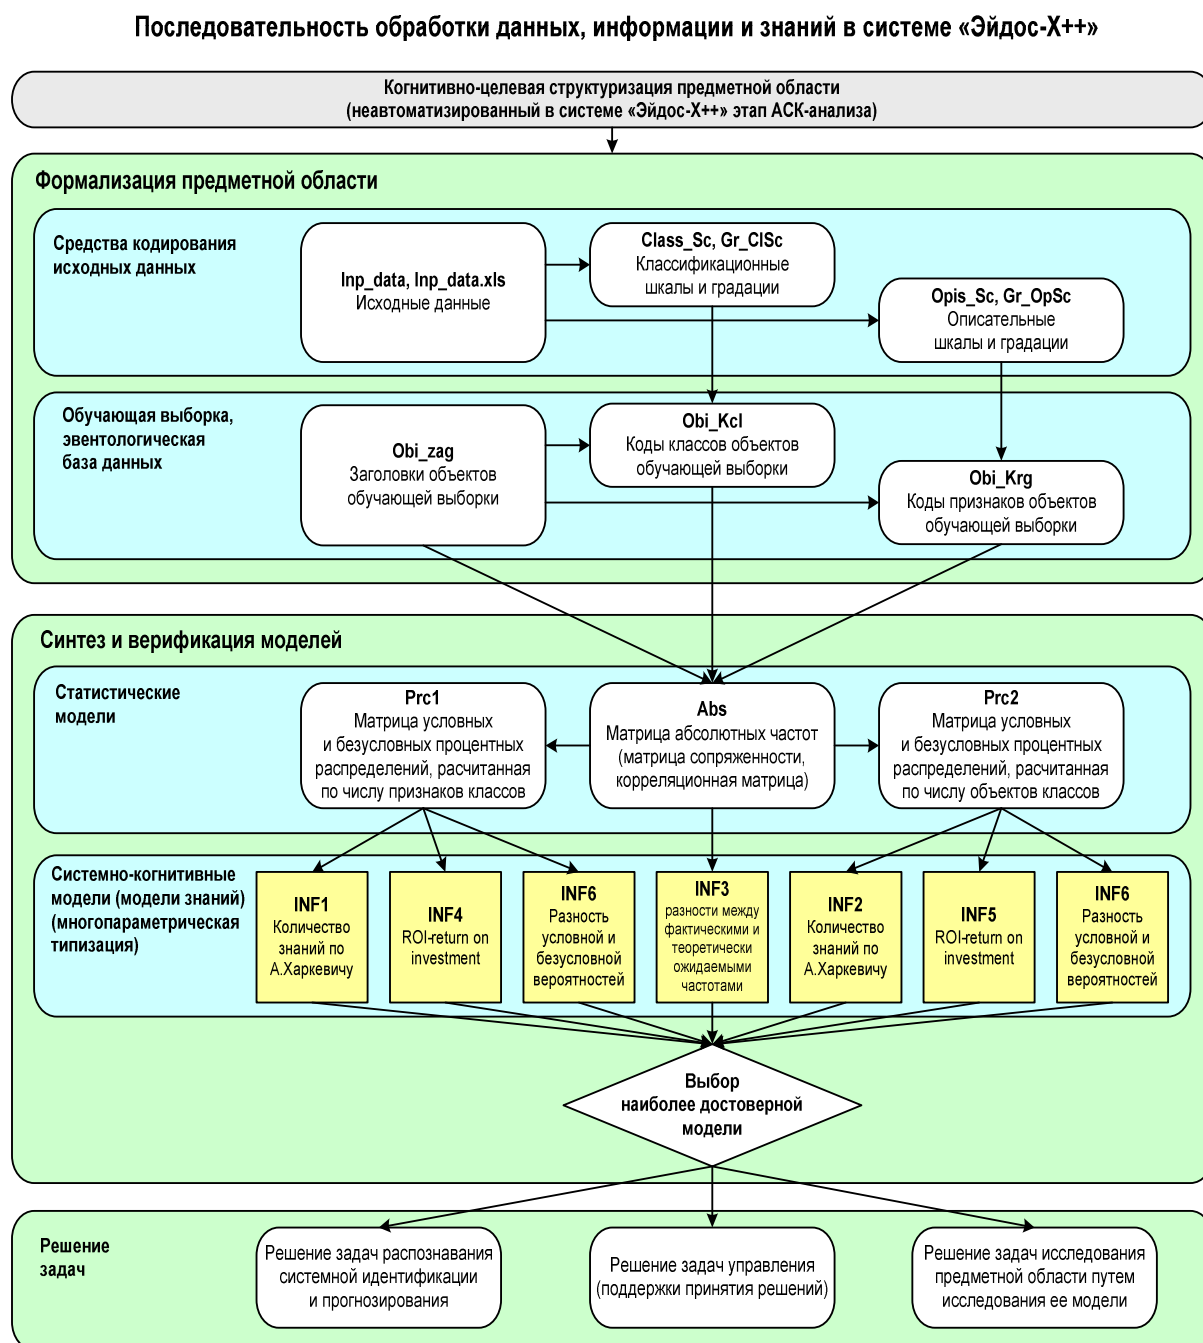 Последовательность обработки данных, информации и знаний в системе «Эйдос-Х++»
Когнитивно-целевая структуризация предметной области
(неавтоматизированный в системе «Эйдос-Х++» этап АСК-анализа)
Формализация предметной области
Средства кодирования
исходных данных
Inp_data, Inp_data.xls
Исходные данные
Class_Sc, Gr_ClSc
Классификационные
шкалы и градации
Opis_Sc, Gr_OpSc
Описательные
шкалы и градации
Обучающая выборка,
эвентологическая
база данных
Obi_zag
Заголовки объектов
обучающей выборки
Obi_Kcl
Коды классов объектов
обучающей выборки
Obi_Krg
Коды признаков объектов
обучающей выборки
Синтез и верификация моделей
Статистические
модели
Prc1
Матрица условных
и безусловных процентных
распределений, расчитанная
по числу признаков классов
Abs
Матрица абсолютных частот
(матрица сопряженности,
корреляционная матрица)
Prc2
Матрица условных
и безусловных процентных
распределений, расчитанная
по числу объектов классов
Системно-когнитивные
модели (модели знаний)
(многопараметрическая
типизация)
INF1
Количество
знаний по
А.Харкевичу
INF4
ROI-return on
investment
INF6
Разность
условной и
безусловной
вероятностей
INF3
разности между
фактическими и
теоретически
ожидаемыми
частотами
INF2
Количество
знаний по
А.Харкевичу
INF5
ROI-return on
investment
INF6
Разность
условной и
безусловной
вероятностей
Выбор
наиболее достоверной
модели
Решение
задач
Решение задач распознавания
системной идентификации
и прогнозирования
Решение задач управления
(поддержки принятия решений)
Решение задач исследования
предметной области путем
исследования ее модели